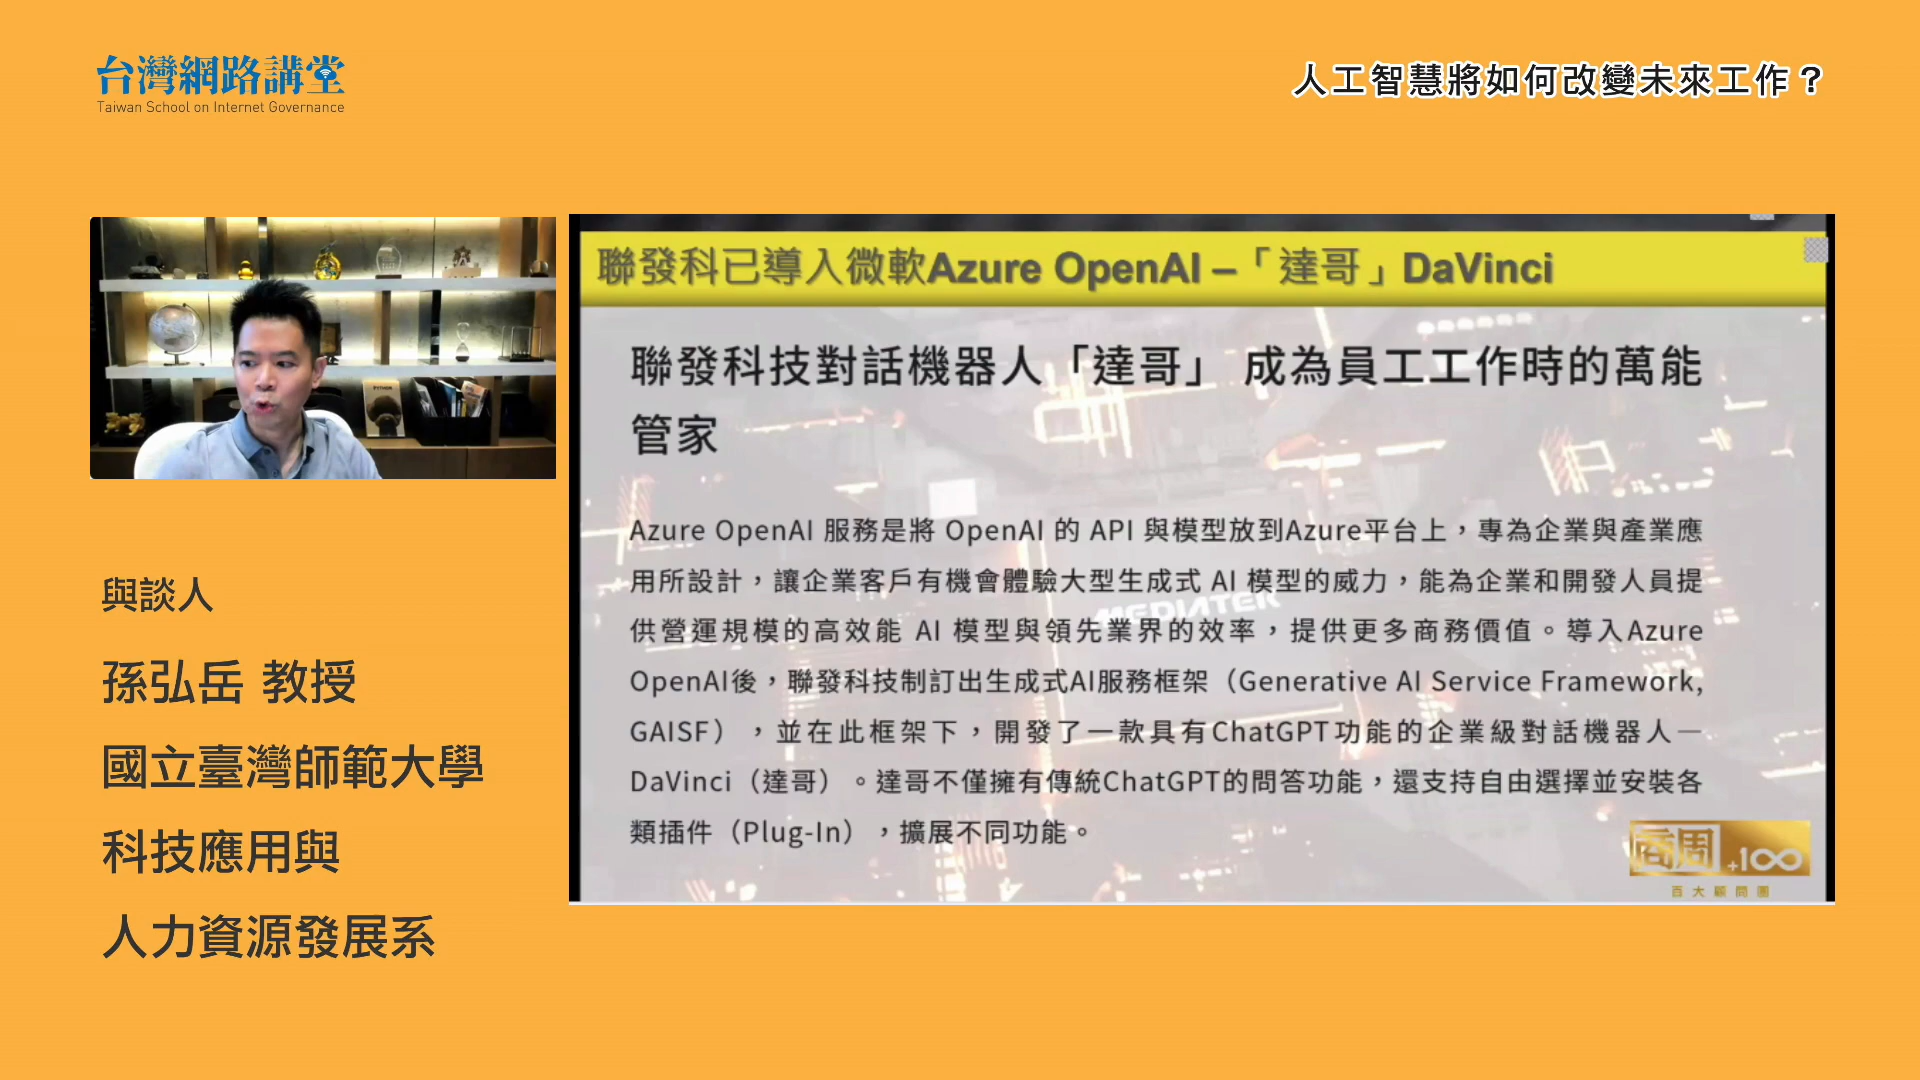 台灣網路講堂
Taiwan School on Internet Governance
人工智慧將如何改變未來工作？
聯發科已導入微軟Azure OpenAI –「達哥」DaVinci
聯發科技對話機器人「達哥」 成為員工工作時的萬能
管家
Azure OpenAI 服務是將 OpenAI 的 API 與模型放到Azure平台上，專為企業與產業應
用所設計，讓企業客戶有機會體驗大型生成式 AI 模型的威力，能為企業和開發人員提
供營運規模的高效能 AI 模型與領先業界的效率，提供更多商務價值。導入Azure
OpenAI後，聯發科技制訂出生成式AI服務框架（Generative AI Service Framework,
GAISF），並在此框架下，開發了一款具有ChatGPT功能的企業級對話機器人—
DaVinci（達哥）。達哥不僅擁有傳統ChatGPT的問答功能，還支持自由選擇並安裝各
類插件（Plug-In），擴展不同功能。
MEDIATEK
商周+100
百大顧問團
PYTHON
與談人
孫弘岳 教授
國立臺灣師範大學
科技應用與
人力資源發展系